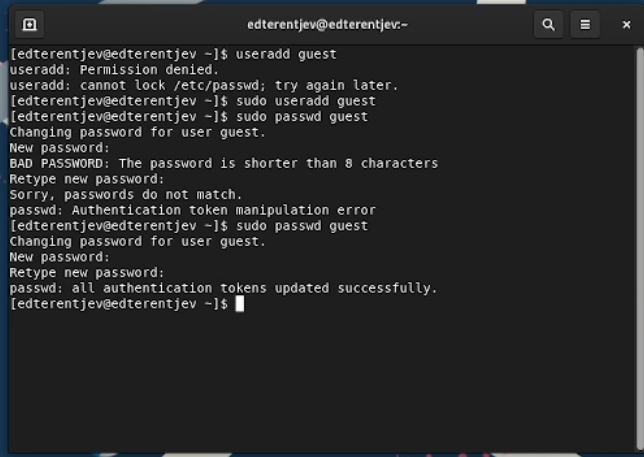 edterentjev@edterentjev:~
[edterentjev@edterentjev ~]$ useradd guest
useradd: Permission denied.
useradd: cannot lock /etc/passwd; try again later.
[edterentjev@edterentjev ~]$ sudo useradd guest
[edterentjev@edterentjev ~]$ sudo passwd guest
Changing password for user guest.
New password:
BAD PASSWORD: The password is shorter than 8 characters
Retype new password:
Sorry, passwords do not match.
passwd: Authentication token manipulation error
[edterentjev@edterentjev ~]$ sudo passwd guest
Changing password for user guest.
New password:
Retype new password:
passwd: all authentication tokens updated successfully.
[edterentjev@edterentjev ~]$